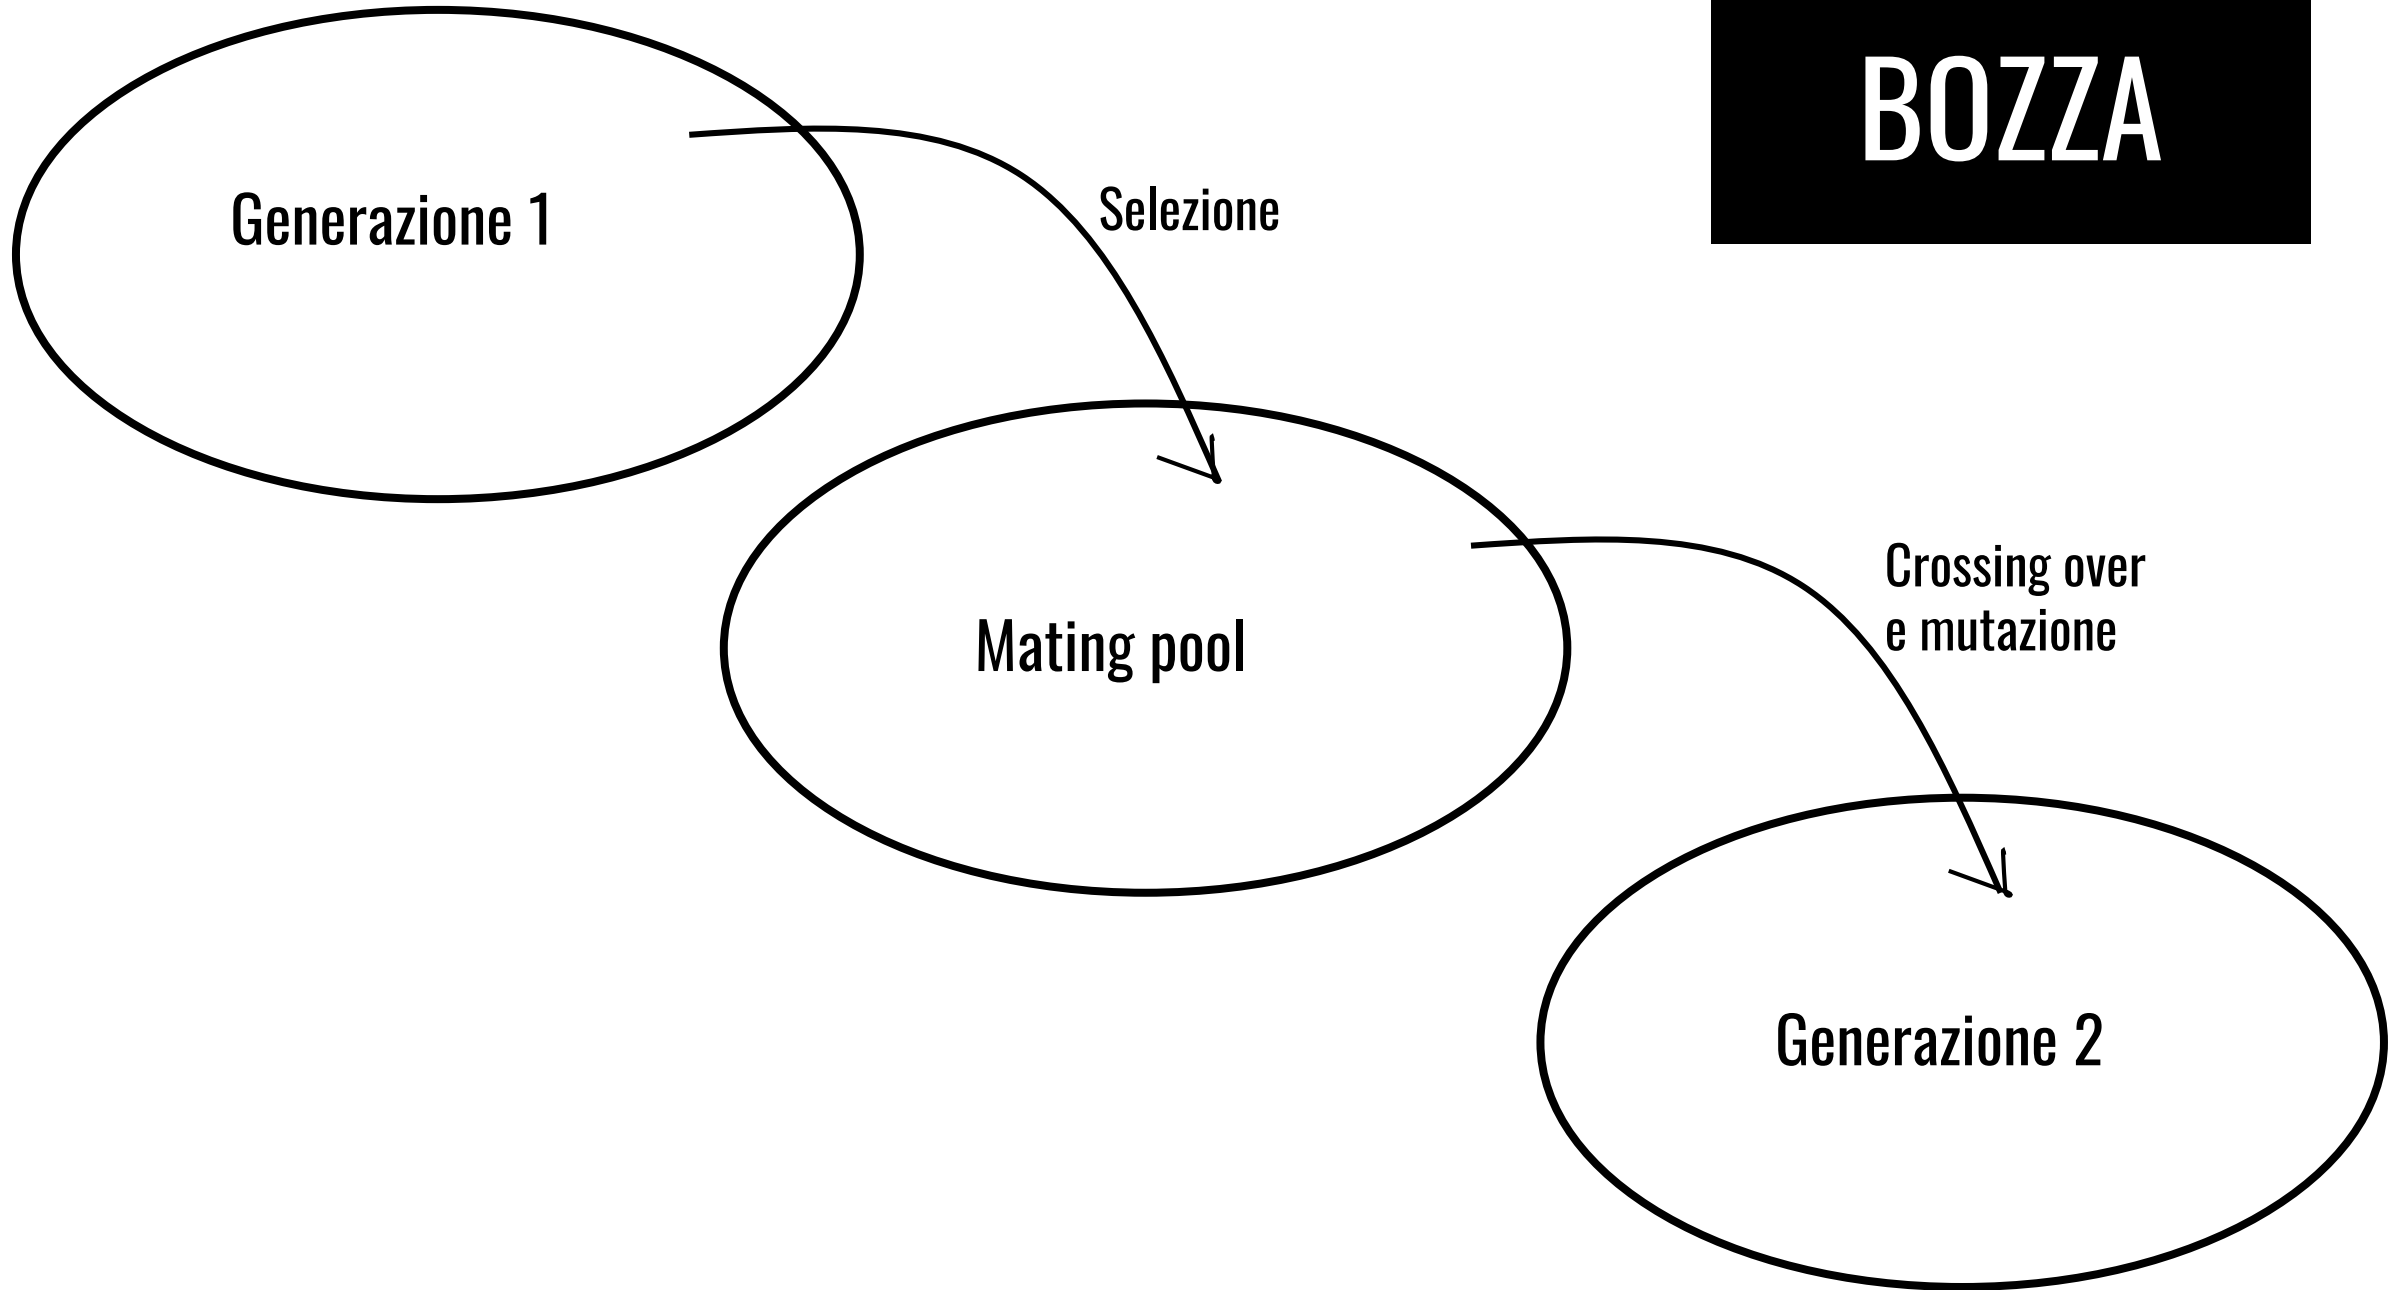 BOZZA
Generazione 1
Selezione
Crossing over
e mutazione
Mating pool
Generazione 2